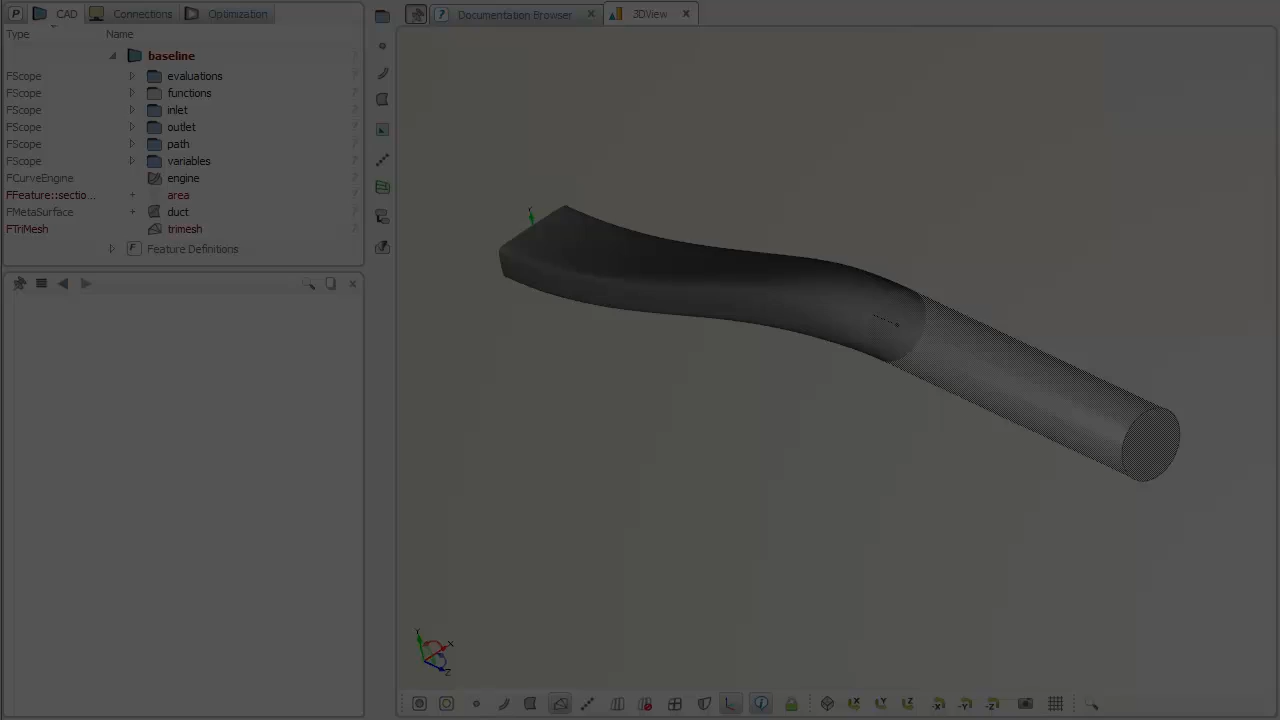 CAD Connections Optimization Documentation Browser 3DView
Type Name
baseline
FScope evaluations ?
FScope functions ?
FScope inlet ?
FScope outlet ?
FScope path ?
FScope variables ?
FCurveEngine engine ?
FFeature::sectio... area ?
FMetaSurface duct ?
FTriMesh trimesh ?
Feature Definitions ?
Y
Y
X
Z
X Y Z -X -Y -Z